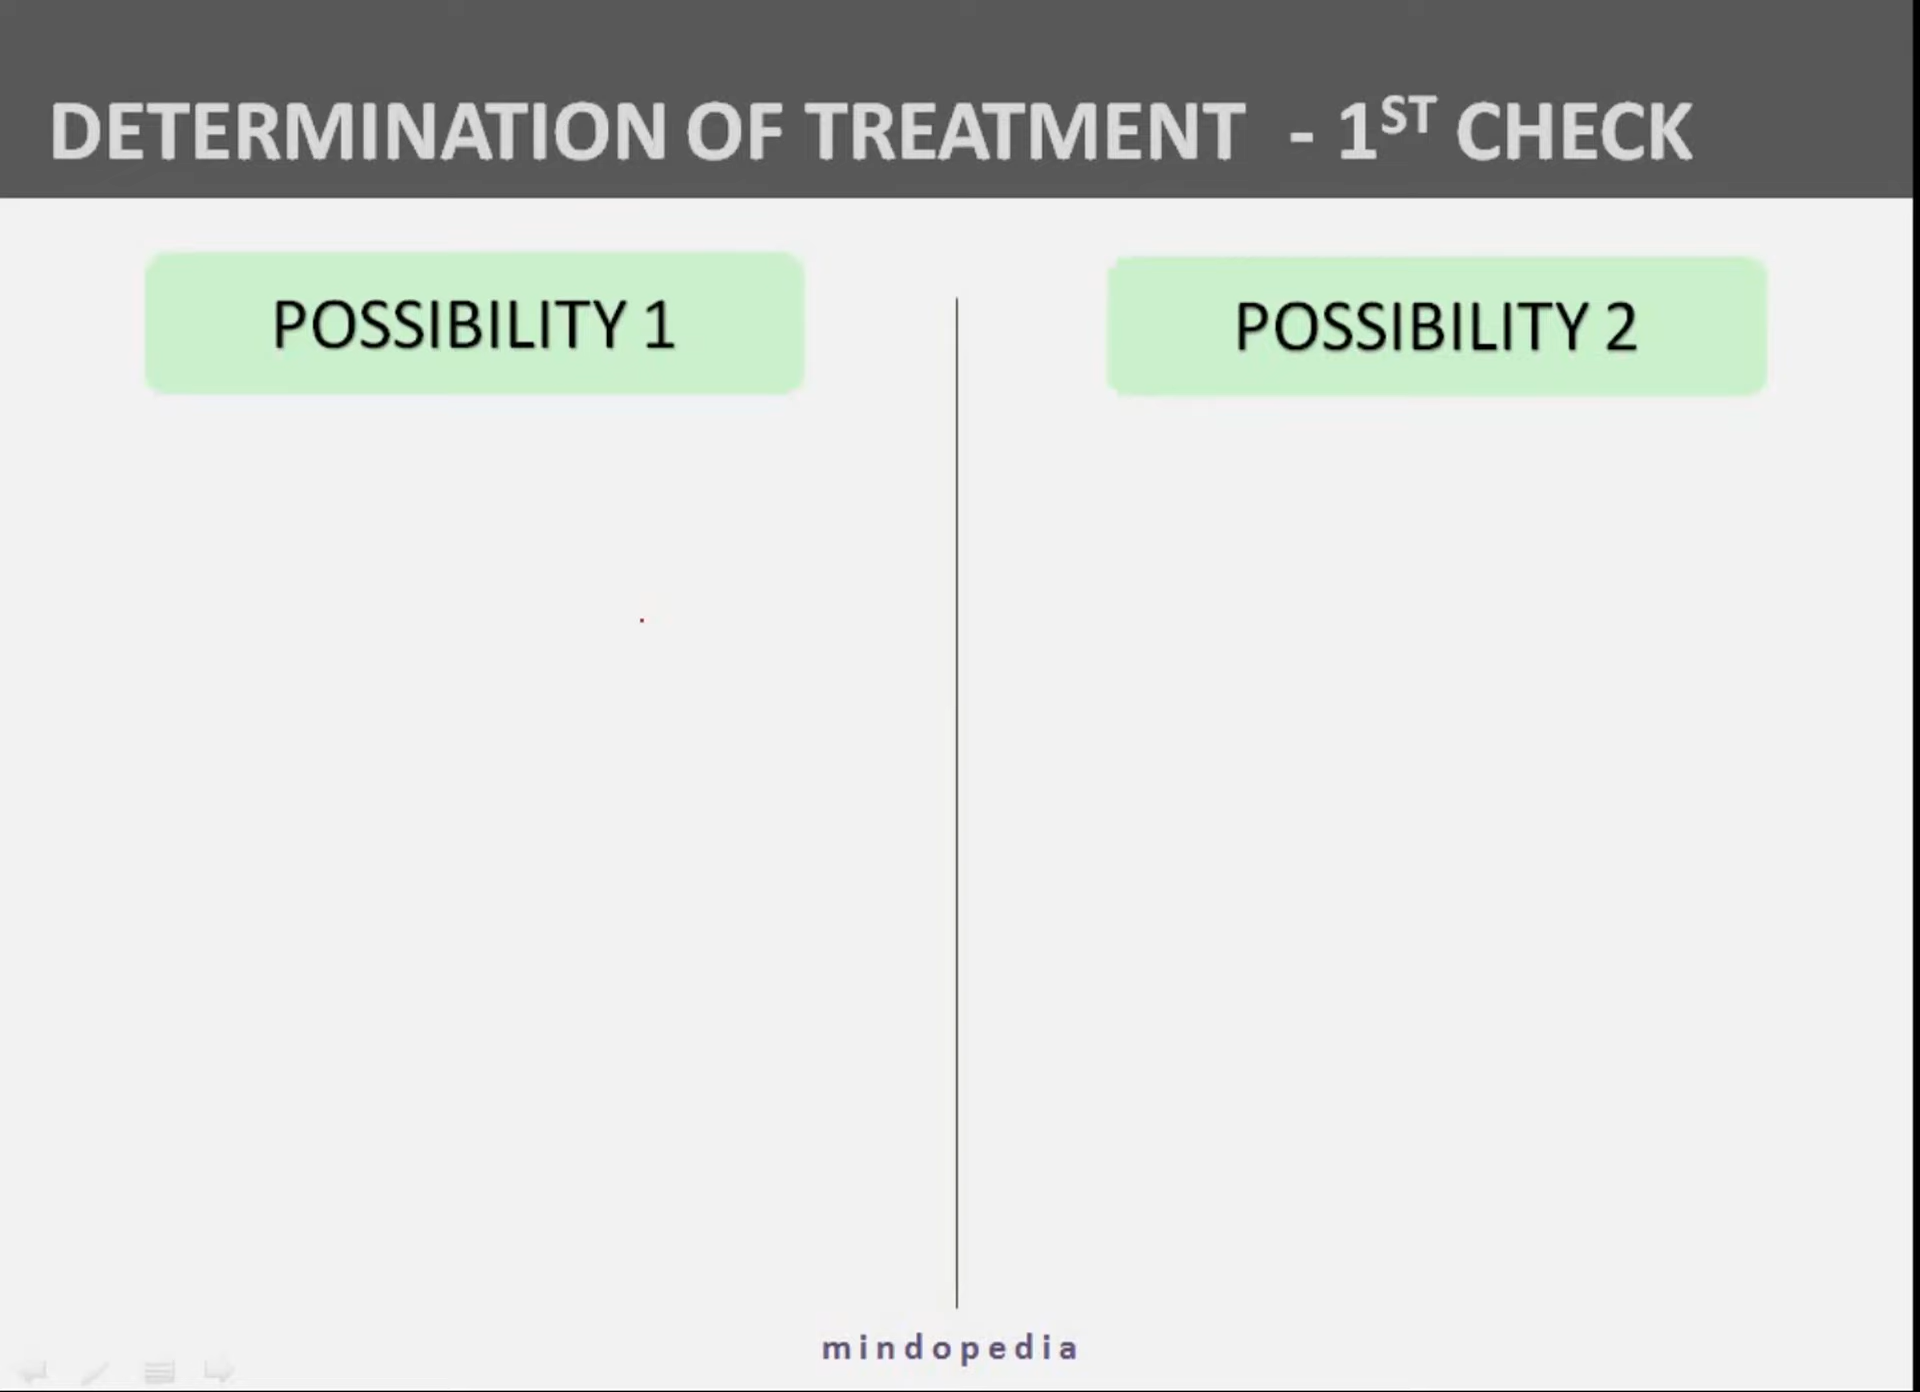 DETERMINATION OF TREATMENT - 1ST CHECK
POSSIBILITY 1
POSSIBILITY 2
mindopedia